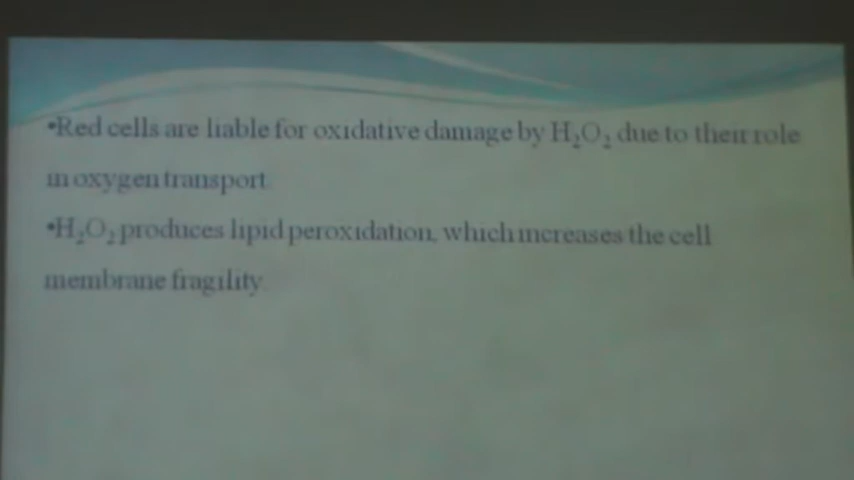 •Red cells are liable for oxidative damage by H₂O₂ due to their role
in oxygen transport
•H₂O₂ produces lipid peroxidation, which increases the cell
membrane fragility